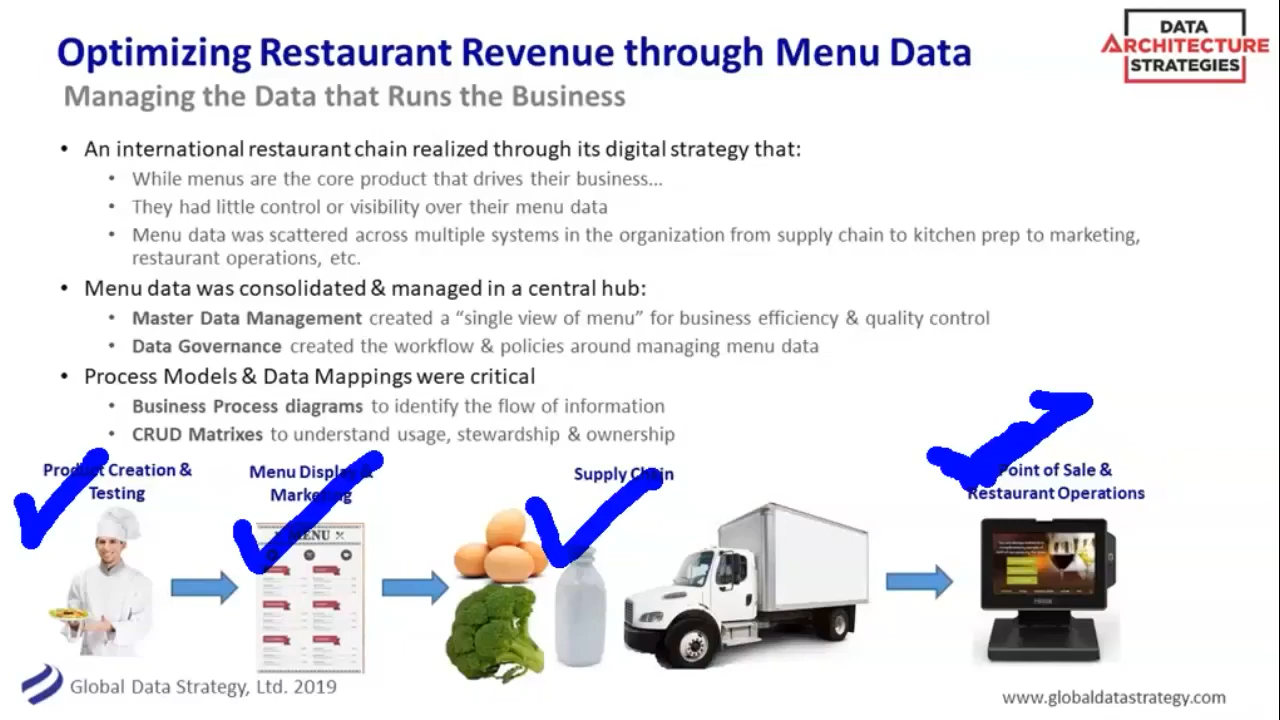 Optimizing Restaurant Revenue through Menu Data
DATA
ARCHITECTURE
STRATEGIES
Managing the Data that Runs the Business
• An international restaurant chain realized through its digital strategy that:
• While menus are the core product that drives their business...
• They had little control or visibility over their menu data
• Menu data was scattered across multiple systems in the organization from supply chain to kitchen prep to marketing,
restaurant operations, etc.
• Menu data was consolidated & managed in a central hub:
• Master Data Management created a “single view of menu” for business efficiency & quality control
• Data Governance created the workflow & policies around managing menu data
• Process Models & Data Mappings were critical
• Business Process diagrams to identify the flow of information
• CRUD Matrixes to understand usage, stewardship & ownership
Product Creation &
Testing
Menu Display &
Marketing
Supply Chain
Point of Sale &
Restaurant Operations
MENU
Global Data Strategy, Ltd. 2019
www.globaldatastrategy.com